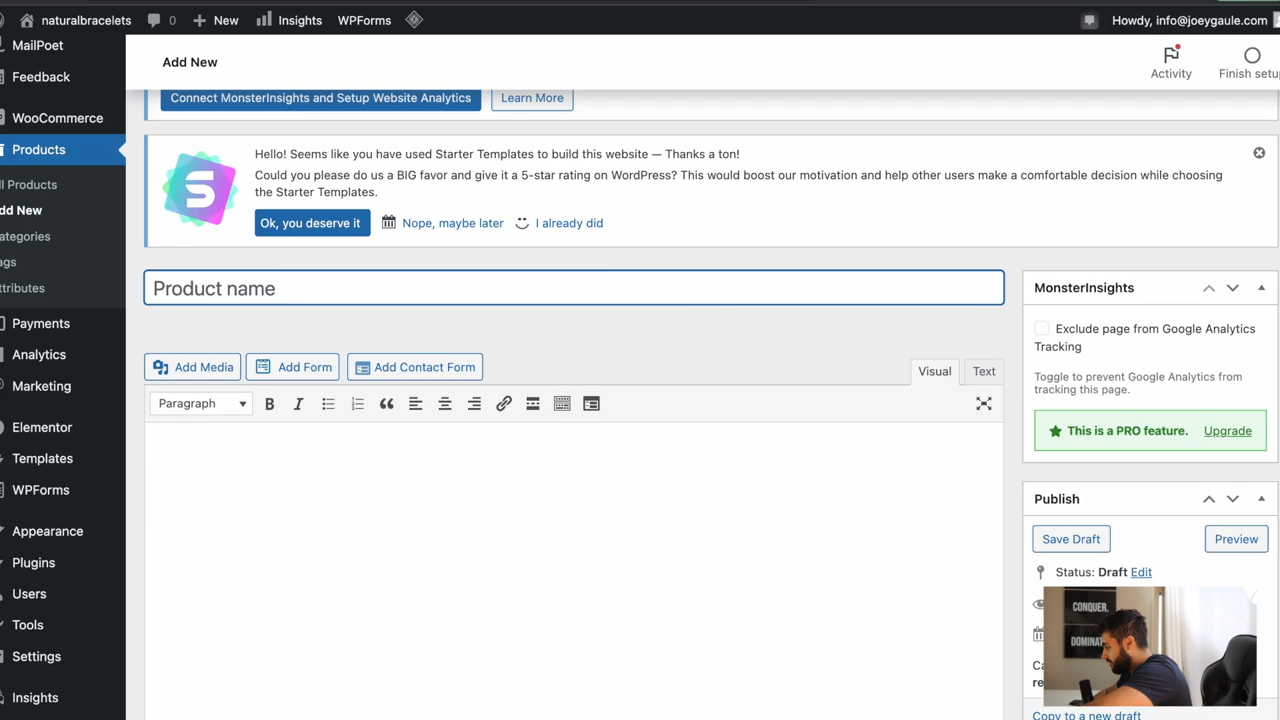 naturalbracelets 0 New Insights WPForms Howdy, info@joeygaule.com
MailPoet
Feedback
WooCommerce
Products
ll Products
dd New
ategories
ags
ttributes
Payments
Analytics
Marketing
Elementor
Templates
WPForms
Appearance
Plugins
Users
Tools
Settings
Insights
Add New
Activity
Finish setu
Connect MonsterInsights and Setup Website Analytics Learn More
Hello! Seems like you have used Starter Templates to build this website — Thanks a ton!
Could you please do us a BIG favor and give it a 5-star rating on WordPress? This would boost our motivation and help other users make a comfortable decision while choosing
the Starter Templates.
Ok, you deserve it Nope, maybe later I already did
Product name
Add Media Add Form Add Contact Form
Visual Text
Paragraph B I
MonsterInsights
Exclude page from Google Analytics
Tracking
Toggle to prevent Google Analytics from
tracking this page.
This is a PRO feature. Upgrade
Publish
Save Draft Preview
Status: Draft Edit
CONQUER.
DOMINAT
Ca
re
Copy to a new draft